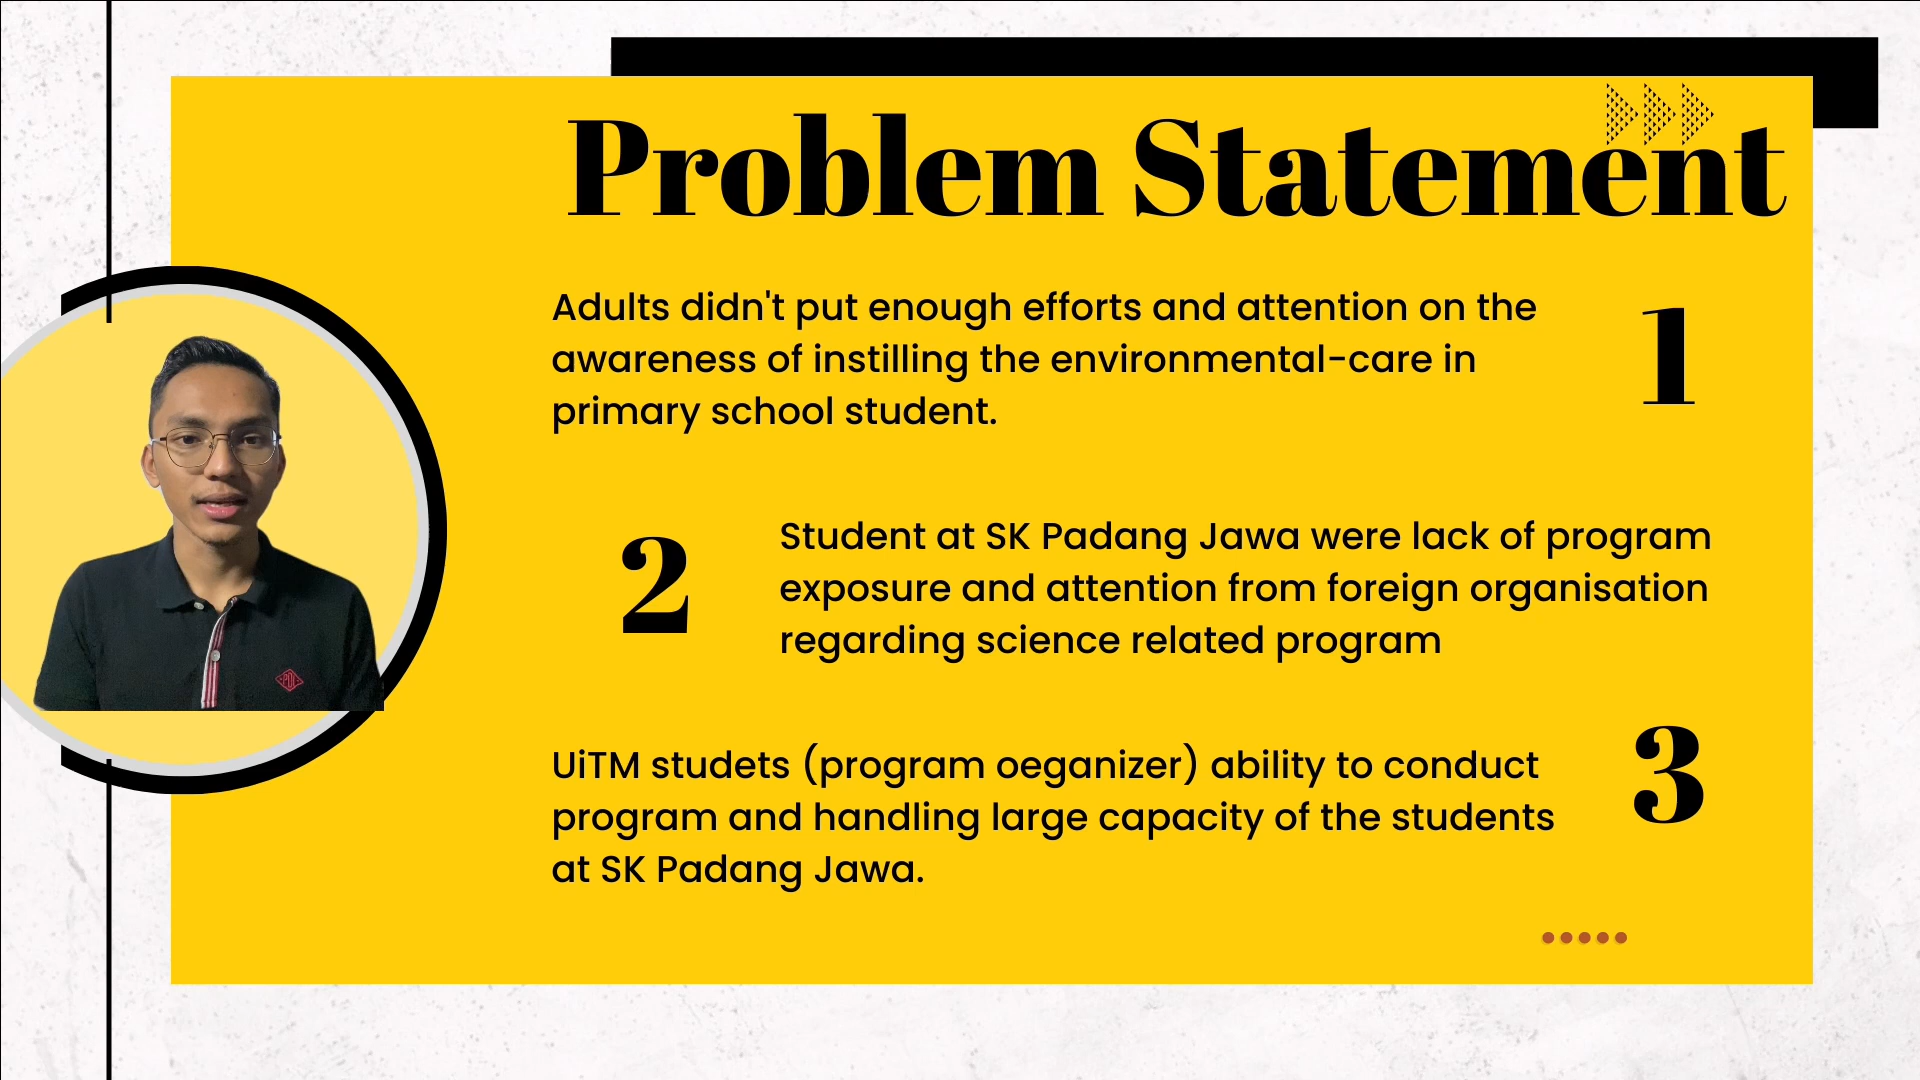 Problem Statement
Adults didn't put enough efforts and attention on the
awareness of instilling the environmental-care in
primary school student.
1
2
Student at SK Padang Jawa were lack of program
exposure and attention from foreign organisation
regarding science related program
UiTM studets (program oeganizer) ability to conduct
program and handling large capacity of the students
at SK Padang Jawa.
3